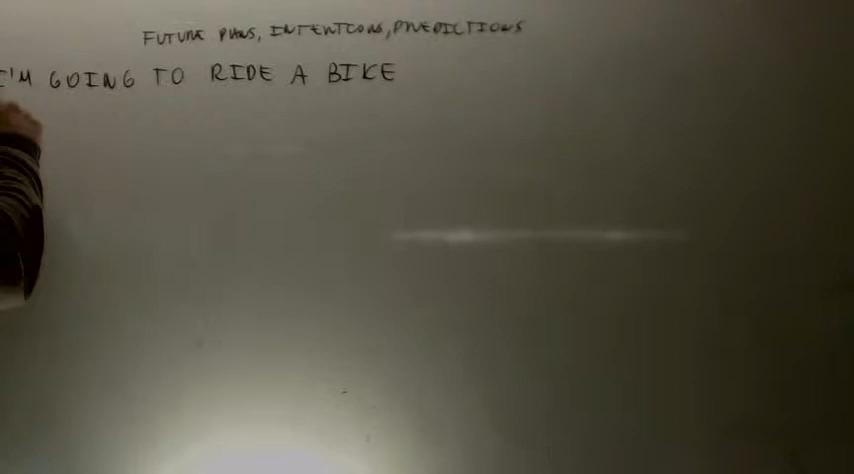 FUTURE PLANS, INTENTIONS, PREDICTIONS
I'M GOING TO RIDE A BIKE